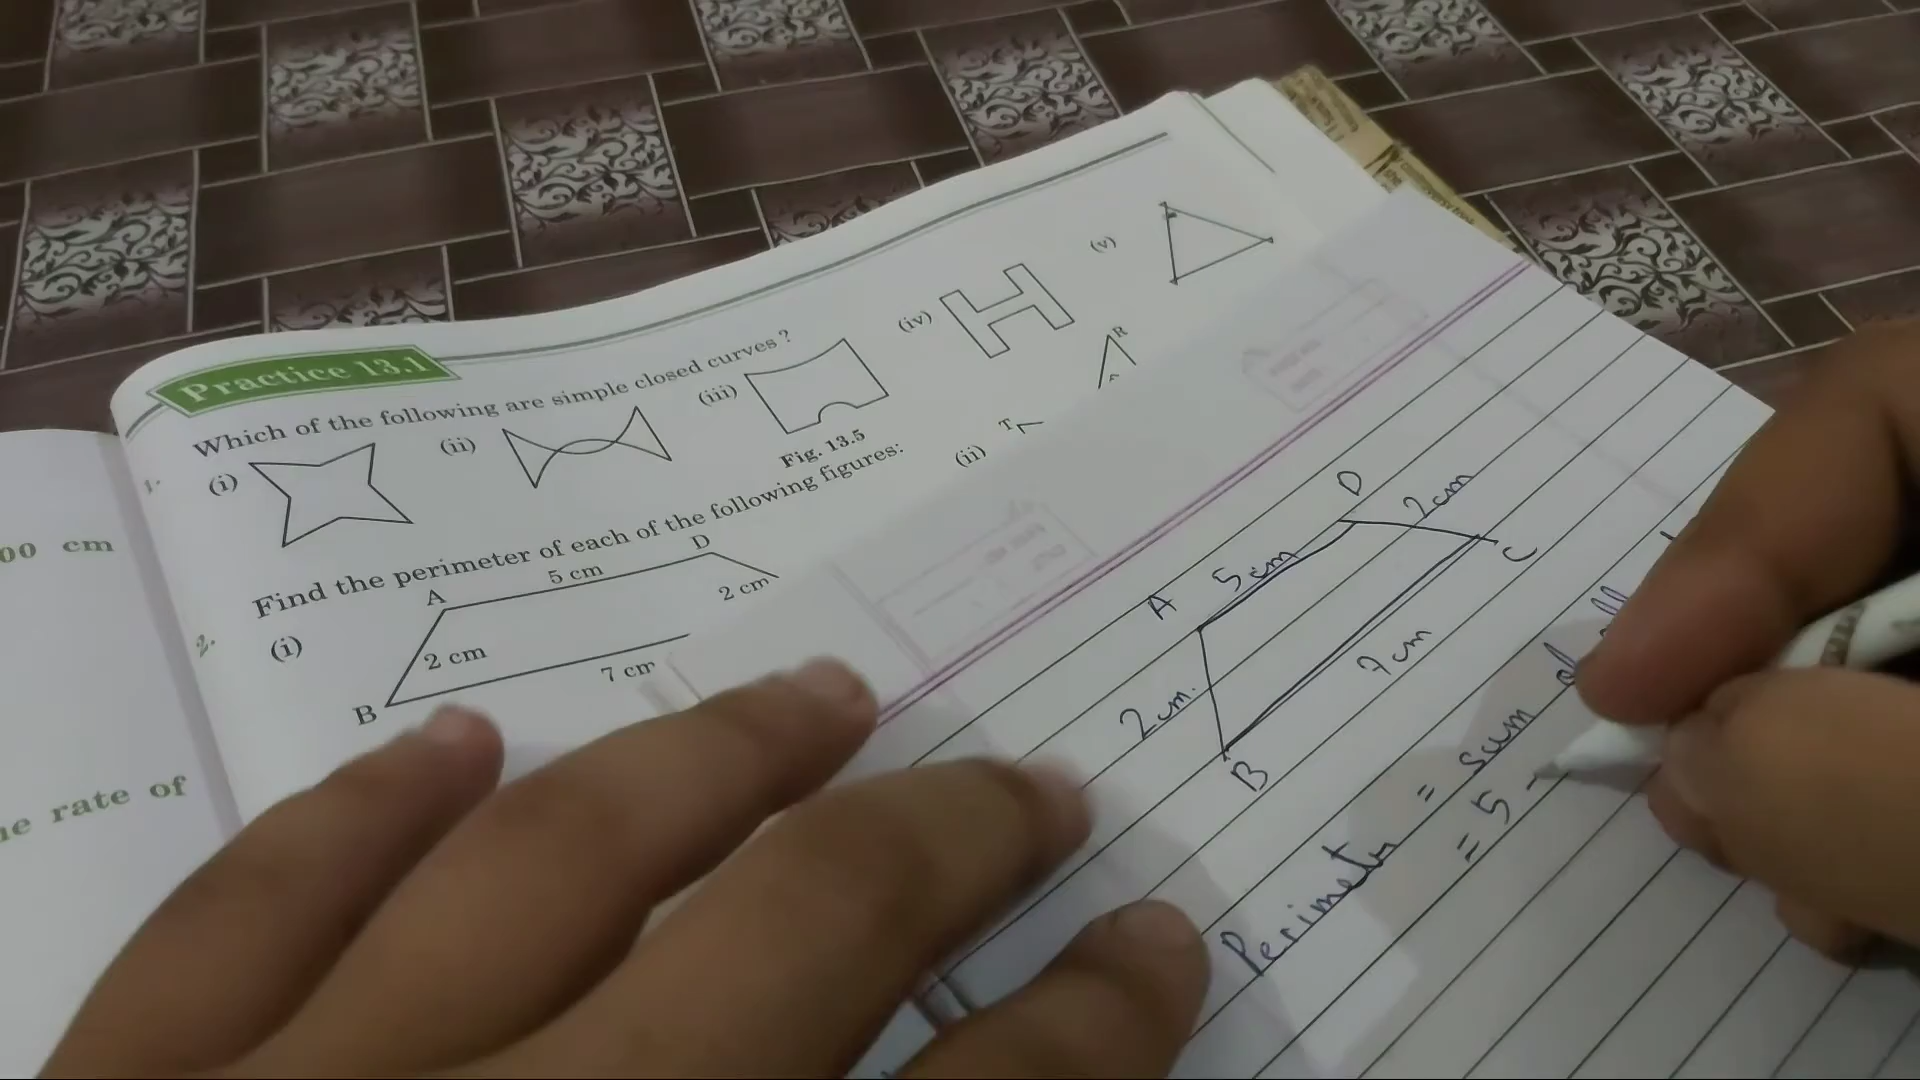 Practice 13.1
1. Which of the following are simple closed curves ?
(i) (ii) (iii) (iv) (v)
Fig. 13.5
2. Find the perimeter of each of the following figures:
(i) (ii)
A 5 cm D
2 cm 2 cm
B 7 cm
T R
00 cm
rate of
D 2cm
A 5cm C
2cm. 7cm
B
Perimeter = sum of all
= 5